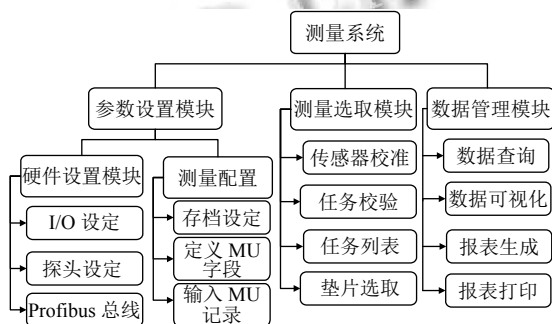 测量系统
参数设置模块
测量选取模块
数据管理模块
硬件设置模块
测量配置
传感器校准
数据查询
I/O 设定
存档设定
任务校验
数据可视化
探头设定
定义 MU
字段
任务列表
报表生成
Profibus 总线
输入 MU
记录
垫片选取
报表打印